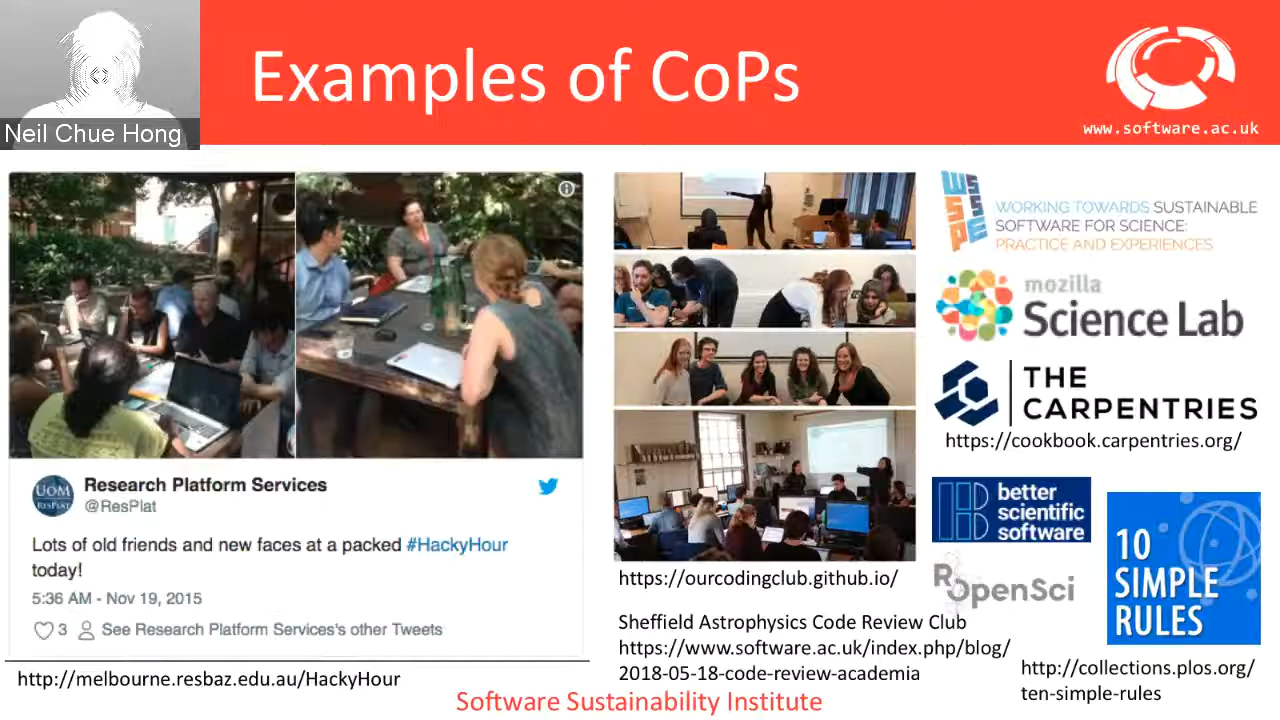 Neil Chue Hong
Examples of CoPs
www.software.ac.uk
UOM
RESPLAT
Research Platform Services
@ResPlat
Lots of old friends and new faces at a packed #HackyHour
today!
5:36 AM - Nov 19, 2015
3 See Research Platform Services's other Tweets
http://melbourne.resbaz.edu.au/HackyHour
https://ourcodingclub.github.io/
Sheffield Astrophysics Code Review Club
https://www.software.ac.uk/index.php/blog/
2018-05-18-code-review-academia
WSSSPE
WORKING TOWARDS SUSTAINABLE
SOFTWARE FOR SCIENCE:
PRACTICE AND EXPERIENCES
mozilla
Science Lab
THE
CARPENTRIES
https://cookbook.carpentries.org/
better
scientific
software
ROpenSci
10
SIMPLE
RULES
http://collections.plos.org/
ten-simple-rules
Software Sustainability Institute